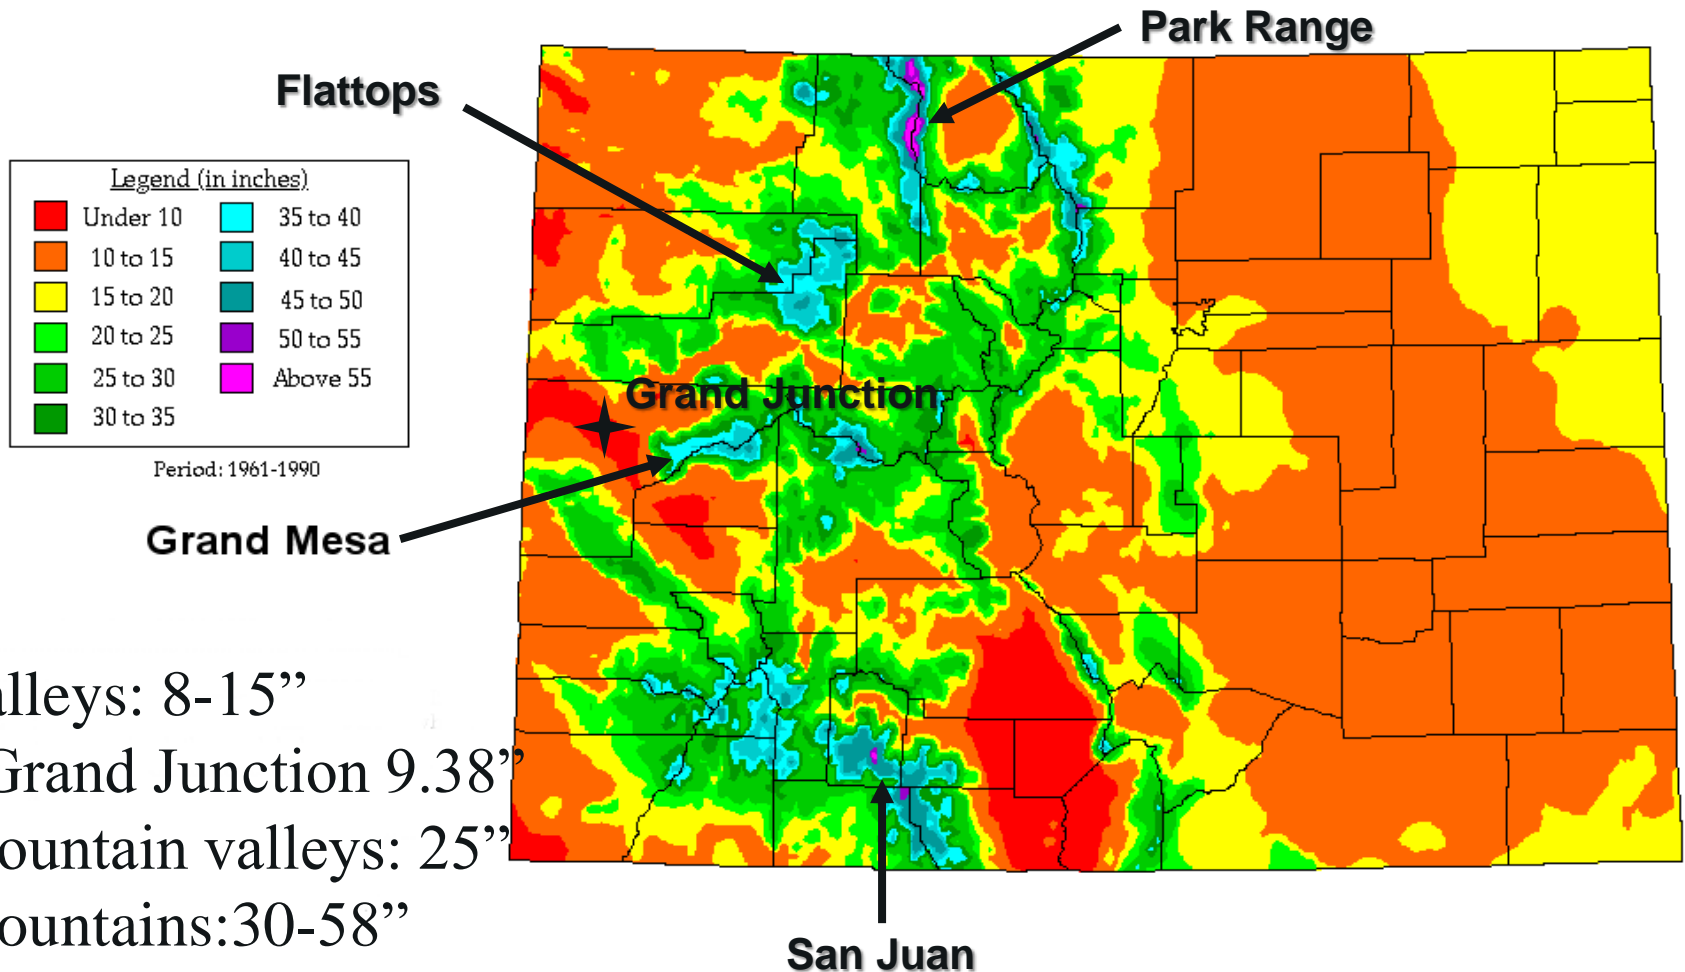 Park Range
Flattops
Legend (in inches)
Under 10
10 to 15
15 to 20
20 to 25
25 to 30
30 to 35
35 to 40
40 to 45
45 to 50
50 to 55
Above 55
Period: 1961-1990
Grand Junction
Grand Mesa
alleys: 8-15”
Grand Junction 9.38”
ountain valleys: 25”
ountains:30-58”
San Juan